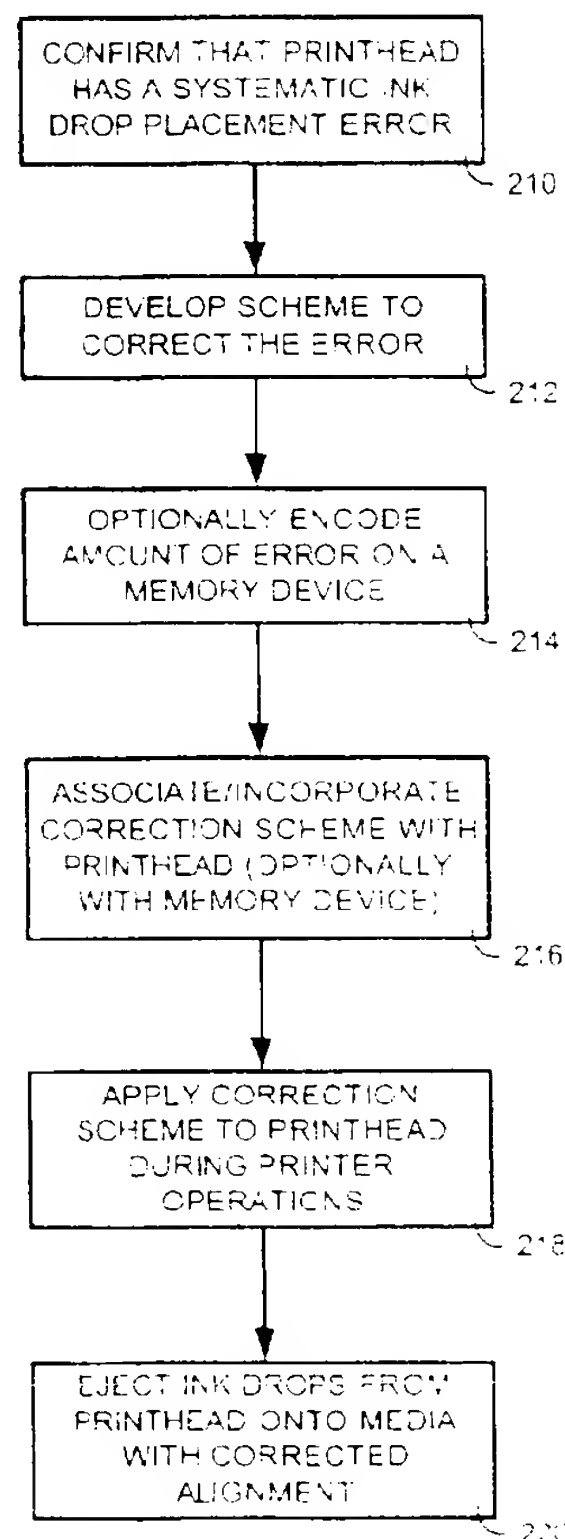 CONFIRM THAT PRINTHEAD
HAS A SYSTEMATIC INK
DROP PLACEMENT ERROR
210
DEVELOP SCHEME TO
CORRECT THE ERROR
212
OPTIONALLY ENCODE
AMOUNT OF ERROR ON A
MEMORY DEVICE
214
ASSOCIATE/INCORPORATE
CORRECTION SCHEME WITH
PRINTHEAD (OPTIONALLY
WITH MEMORY DEVICE)
216
APPLY CORRECTION
SCHEME TO PRINTHEAD
DURING PRINTER
OPERATIONS
218
EJECT INK DROPS FROM
PRINTHEAD ONTO MEDIA
WITH CORRECTED
ALIGNMENT
220